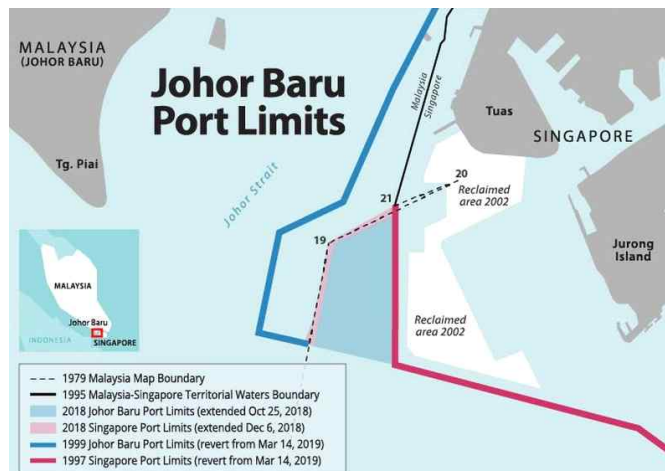 MALAYSIA
(JOHOR BARU)
Johor Baru
Port Limits
Malaysia
Singapore
Tuas
SINGAPORE
Tg. Piai
Johor Strait
20
Reclaimed
area 2002
21
19
Jurong
Island
MALAYSIA
Johor Baru
INDONESIA
SINGAPORE
Reclaimed
area 2002
1979 Malaysia Map Boundary
1995 Malaysia-Singapore Territorial Waters Boundary
2018 Johor Baru Port Limits (extended Oct 25, 2018)
2018 Singapore Port Limits (extended Dec 6, 2018)
1999 Johor Baru Port Limits (revert from Mar 14, 2019)
1997 Singapore Port Limits (revert from Mar 14, 2019)